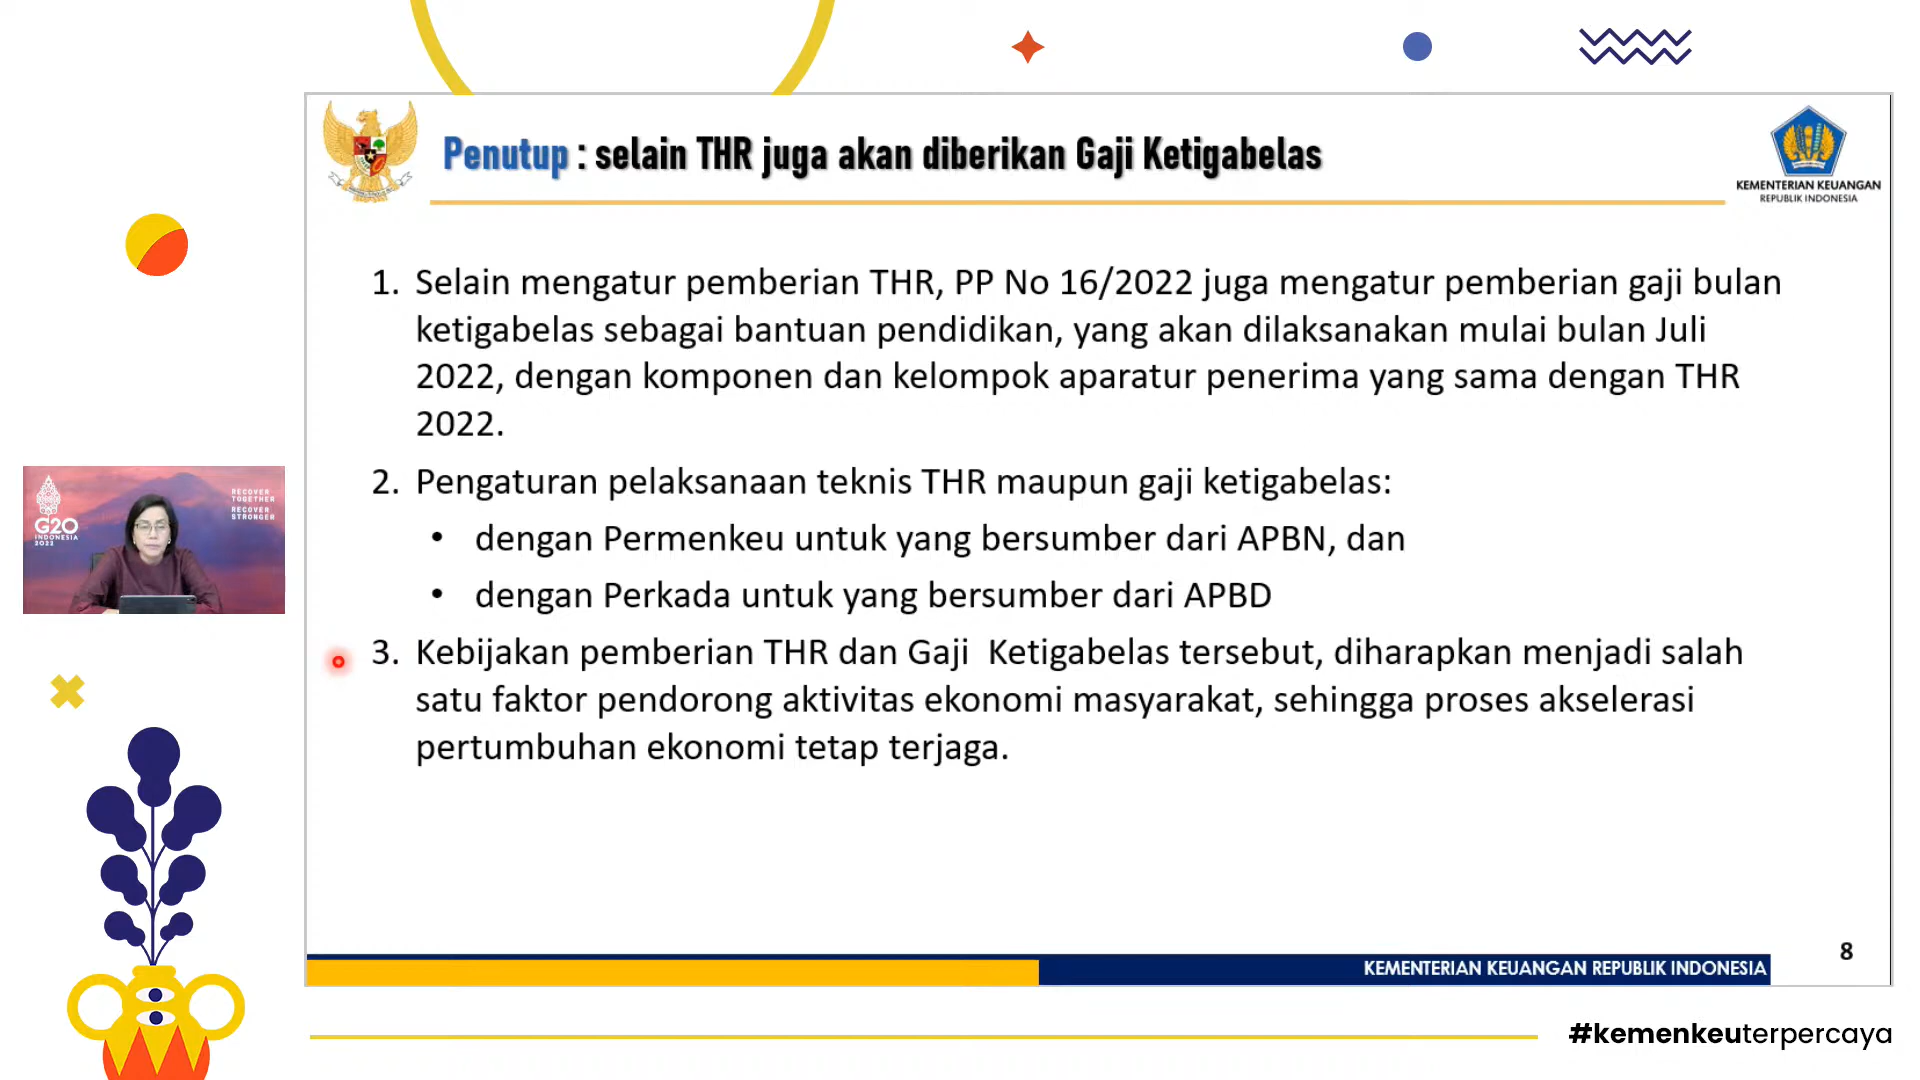 Penutup : selain THR juga akan diberikan Gaji Ketigabelas
KEMENTERIAN KEUANGAN
REPUBLIK INDONESIA
1. Selain mengatur pemberian THR, PP No 16/2022 juga mengatur pemberian gaji bulan
ketigabelas sebagai bantuan pendidikan, yang akan dilaksanakan mulai bulan Juli
2022, dengan komponen dan kelompok aparatur penerima yang sama dengan THR
2022.
2. Pengaturan pelaksanaan teknis THR maupun gaji ketigabelas:
• dengan Permenkeu untuk yang bersumber dari APBN, dan
• dengan Perkada untuk yang bersumber dari APBD
3. Kebijakan pemberian THR dan Gaji Ketigabelas tersebut, diharapkan menjadi salah
satu faktor pendorong aktivitas ekonomi masyarakat, sehingga proses akselerasi
pertumbuhan ekonomi tetap terjaga.
G20
INDONESIA
2022
RECOVER
TOGETHER
RECOVER
STRONGER
8
KEMENTERIAN KEUANGAN REPUBLIK INDONESIA
#kemenkeuterpercaya